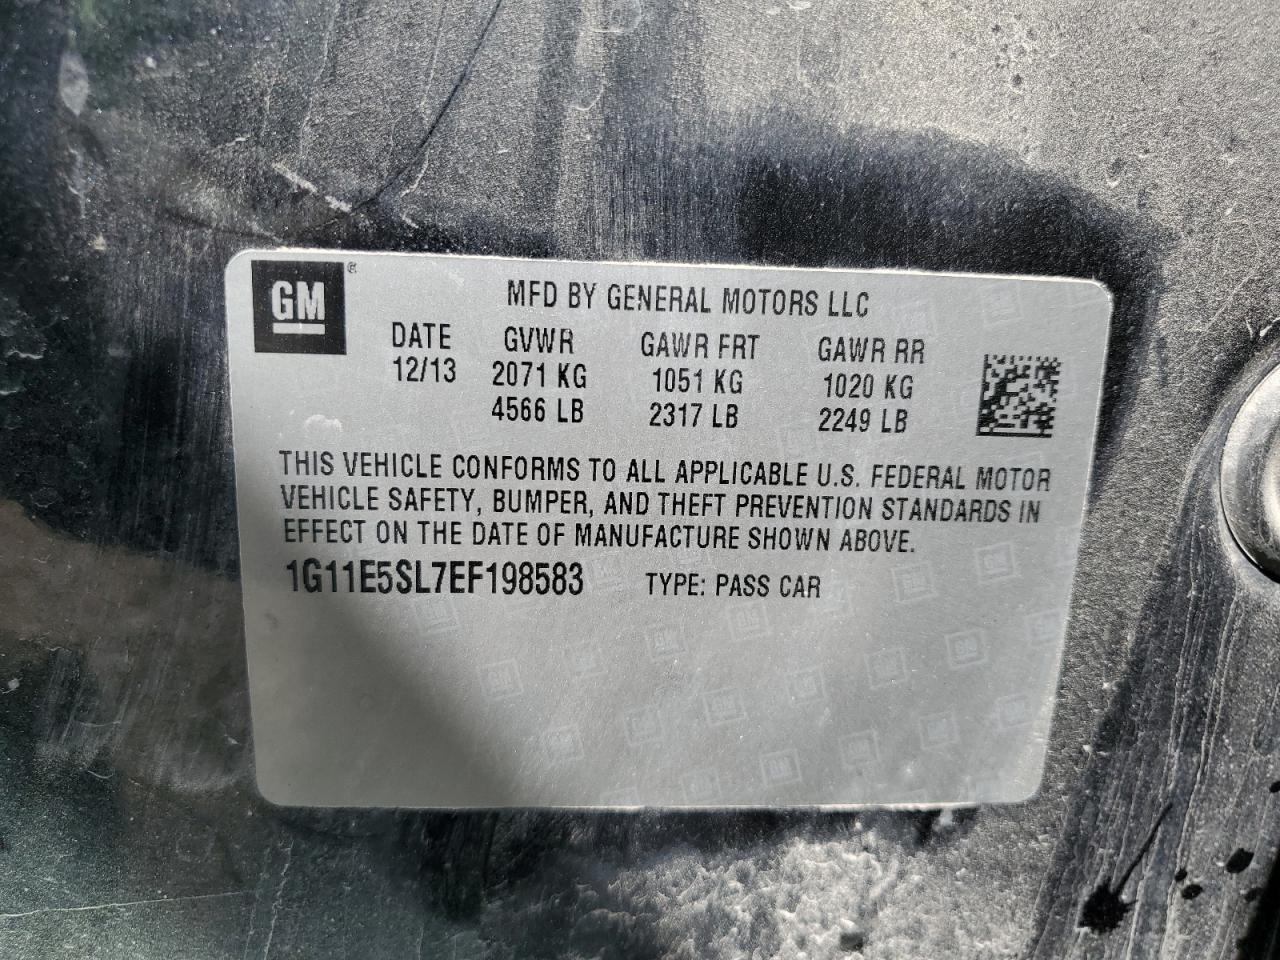 GM®
MFD BY GENERAL MOTORS LLC
DATE GVWR GAWR FRT GAWR RR
12/13 2071 KG 1051 KG 1020 KG
4566 LB 2317 LB 2249 LB
THIS VEHICLE CONFORMS TO ALL APPLICABLE U.S. FEDERAL MOTOR
VEHICLE SAFETY, BUMPER, AND THEFT PREVENTION STANDARDS IN
EFFECT ON THE DATE OF MANUFACTURE SHOWN ABOVE.
1G11E5SL7EF198583 TYPE: PASS CAR